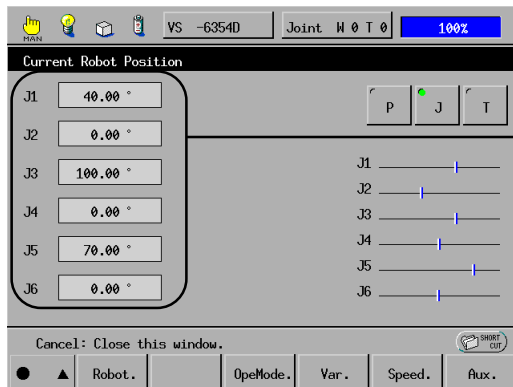 MAN VS -6354D Joint W 0 T 0 100%
Current Robot Position
J1 40.00 °
P J T
J2 0.00 °
J3 100.00 °
J4 0.00 °
J5 70.00 °
J6 0.00 °
J1
J2
J3
J4
J5
J6
Cancel: Close this window.
SHORT
CUT
Robot. OpeMode. Var. Speed. Aux.